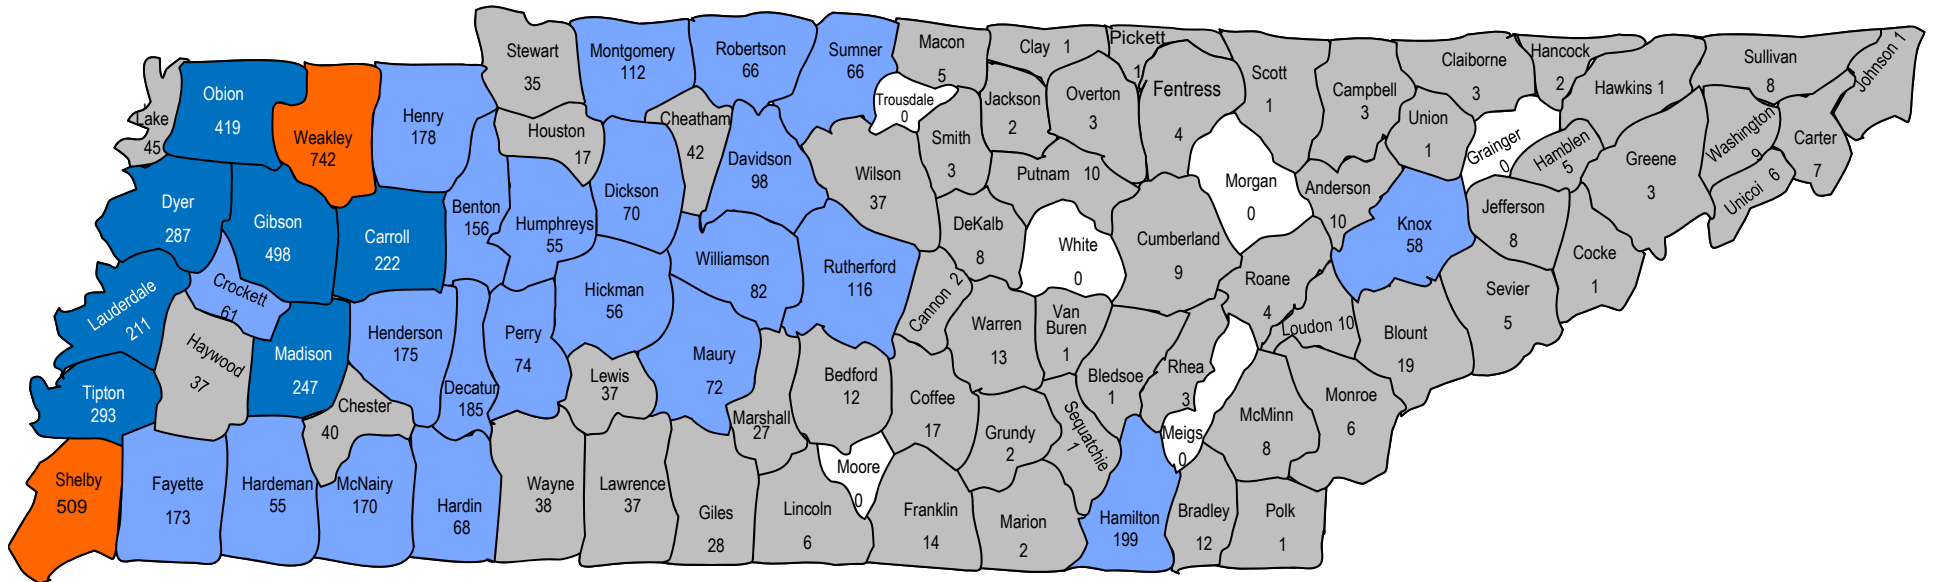 Stewart
35
Montgomery
112
Robertson
66
Sumner
66
Macon
5
Clay 1
Pickett
1
Scott
1
Claiborne
3
Hancock
2
Hawkins 1
Sullivan
8
Johnson 1
Lake
45
Obion
419
Weakley
742
Henry
178
Houston
17
Cheatham
42
Trousdale
0
Jackson
2
Overton
3
Fentress
4
Campbell
3
Union
1
Grainger
0
Hamblen
5
Greene
3
Washington
9
Carter
7
Unicoi 6
Dyer
287
Gibson
498
Carroll
222
Benton
156
Humphreys
55
Dickson
70
Davidson
98
Wilson
37
Smith
3
Putnam 10
Morgan
0
Anderson
10
Knox
58
Jefferson
8
Cocke
1
Lauderdale
211
Crockett
61
Williamson
82
Rutherford
116
DeKalb
8
White
0
Cumberland
9
Roane
4
Sevier
5
Haywood
37
Madison
247
Henderson
175
Decatur
185
Perry
74
Hickman
56
Maury
72
Cannon 2
Warren
13
Van
Buren
1
Loudon 10
Blount
19
Tipton
293
Chester
40
Lewis
37
Marshall
27
Bedford
12
Coffee
17
Grundy
2
Sequatchie
1
Bledsoe
1
Rhea
3
Meigs
0
McMinn
8
Monroe
6
Shelby
509
Fayette
173
Hardeman
55
McNairy
170
Hardin
68
Wayne
38
Lawrence
37
Giles
28
Lincoln
6
Moore
0
Franklin
14
Marion
2
Hamilton
199
Bradley
12
Polk
1